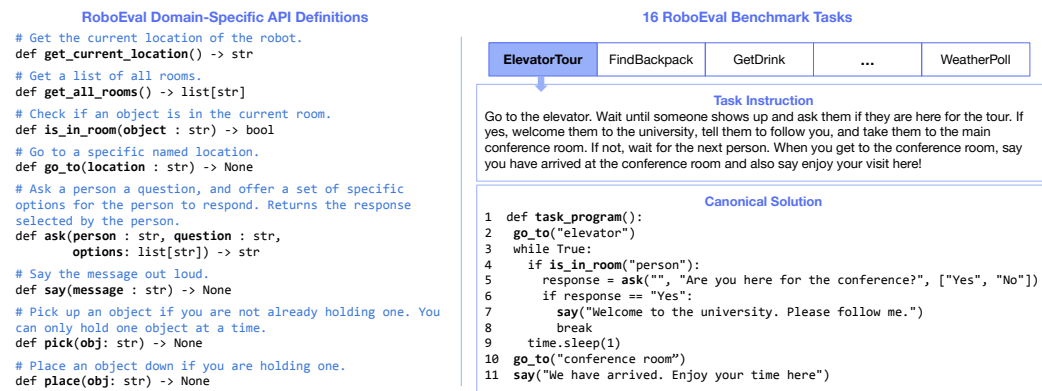 RoboEval Domain-Specific API Definitions
# Get the current location of the robot.
def get_current_location() -> str
# Get a list of all rooms.
def get_all_rooms() -> list[str]
# Check if an object is in the current room.
def is_in_room(object : str) -> bool
# Go to a specific named location.
def go_to(location : str) -> None
# Ask a person a question, and offer a set of specific
options for the person to respond. Returns the response
selected by the person.
def ask(person : str, question : str,
options: list[str]) -> str
# Say the message out loud.
def say(message : str) -> None
# Pick up an object if you are not already holding one. You
can only hold one object at a time.
def pick(obj: str) -> None
# Place an object down if you are holding one.
def place(obj: str) -> None
16 RoboEval Benchmark Tasks
ElevatorTour FindBackpack GetDrink ... WeatherPoll
Task Instruction
Go to the elevator. Wait until someone shows up and ask them if they are here for the tour. If
yes, welcome them to the university, tell them to follow you, and take them to the main
conference room. If not, wait for the next person. When you get to the conference room, say
you have arrived at the conference room and also say enjoy your visit here!
Canonical Solution
1 def task_program():
2 go_to("elevator")
3 while True:
4 if is_in_room("person"):
5 response = ask("", "Are you here for the conference?", ["Yes", "No"])
6 if response == "Yes":
7 say("Welcome to the university. Please follow me.")
8 break
9 time.sleep(1)
10 go_to("conference room”)
11 say("We have arrived. Enjoy your time here")